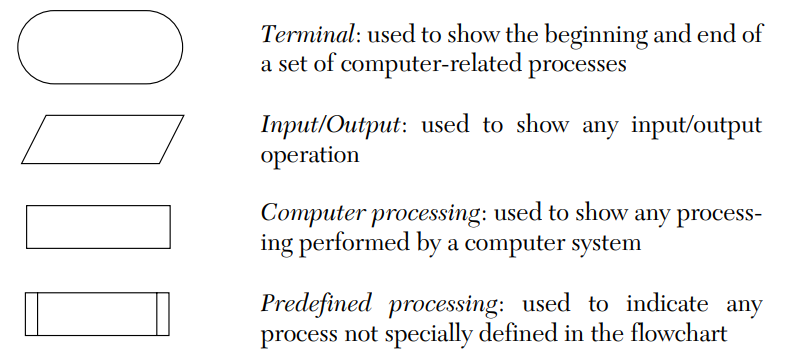 Terminal: used to show the beginning and end of
a set of computer-related processes
Input/Output: used to show any input/output
operation
Computer processing: used to show any process-
ing performed by a computer system
Predefined processing: used to indicate any
process not specially defined in the flowchart